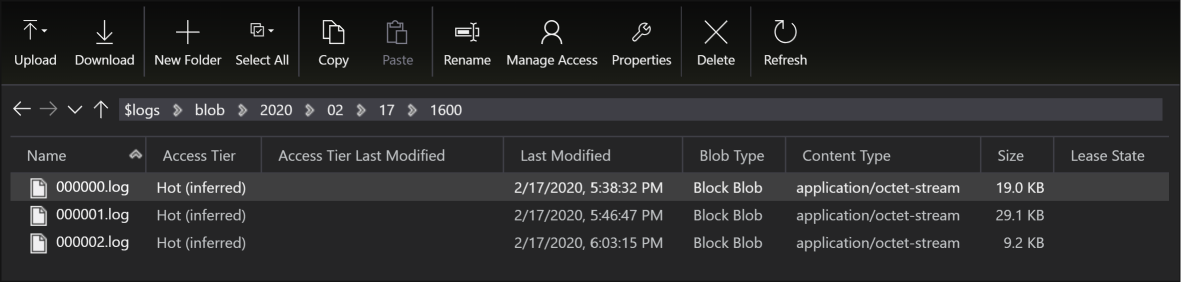 Upload Download New Folder Select All Copy Paste Rename Manage Access Properties Delete Refresh
$logs blob 2020 02 17 1600
Name Access Tier Access Tier Last Modified Last Modified Blob Type Content Type Size Lease State
000000.log Hot (inferred) 2/17/2020, 5:38:32 PM Block Blob application/octet-stream 19.0 KB
000001.log Hot (inferred) 2/17/2020, 5:46:47 PM Block Blob application/octet-stream 29.1 KB
000002.log Hot (inferred) 2/17/2020, 6:03:15 PM Block Blob application/octet-stream 9.2 KB